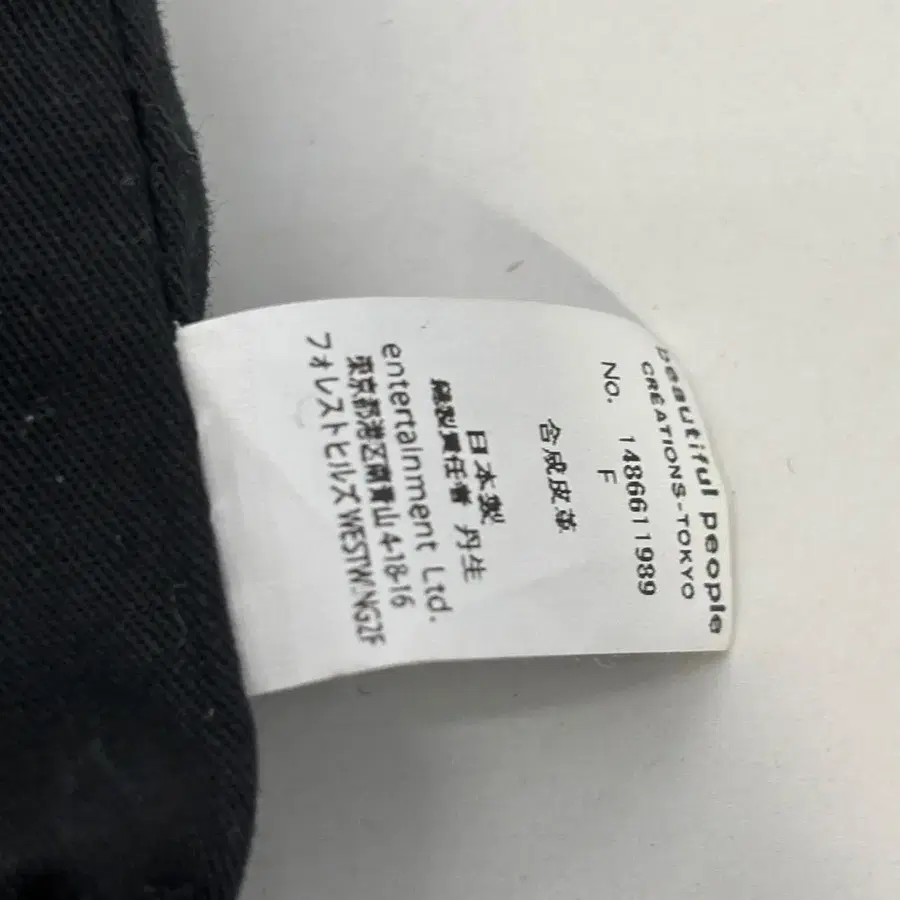 beautiful people
CRÉATIONS-TOKYO
No. 148661‌1989
F
合成皮革
日本製
縫製責任者 丹生
entertainment Ltd.
東京都港区南青山 4-18-16
フォレストヒルズ WESTWING2F